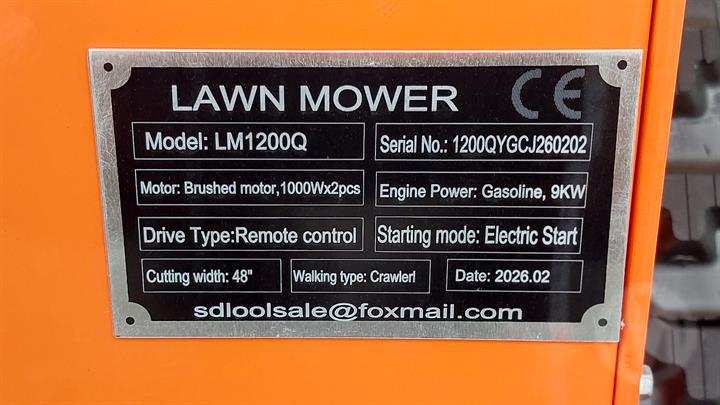 LAWN MOWER CE
Model: LM1200Q
Serial No.: 1200QYGCJ260202
Motor: Brushed motor,1000Wx2pcs
Engine Power: Gasoline, 9KW
Drive Type:Remote control
Starting mode: Electric Start
Cutting width: 48"
Walking type: Crawlerl
Date: 2026.02
sdloolsale@foxmail.com